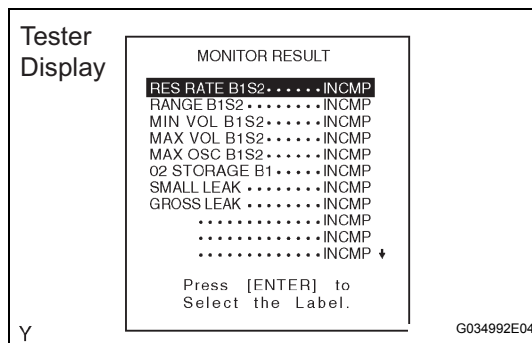 Tester
Display
MONITOR RESULT
RES RATE B1S2······INCMP
RANGE B1S2········INCMP
MIN VOL B1S2······INCMP
MAX VOL B1S2······INCMP
MAX OSC B1S2······INCMP
02 STORAGE B1·····INCMP
SMALL LEAK ········INCMP
GROSS LEAK ·······INCMP
·············INCMP
·············INCMP
·············INCMP
Press [ENTER] to
Select the Label.
Y
G034992E04